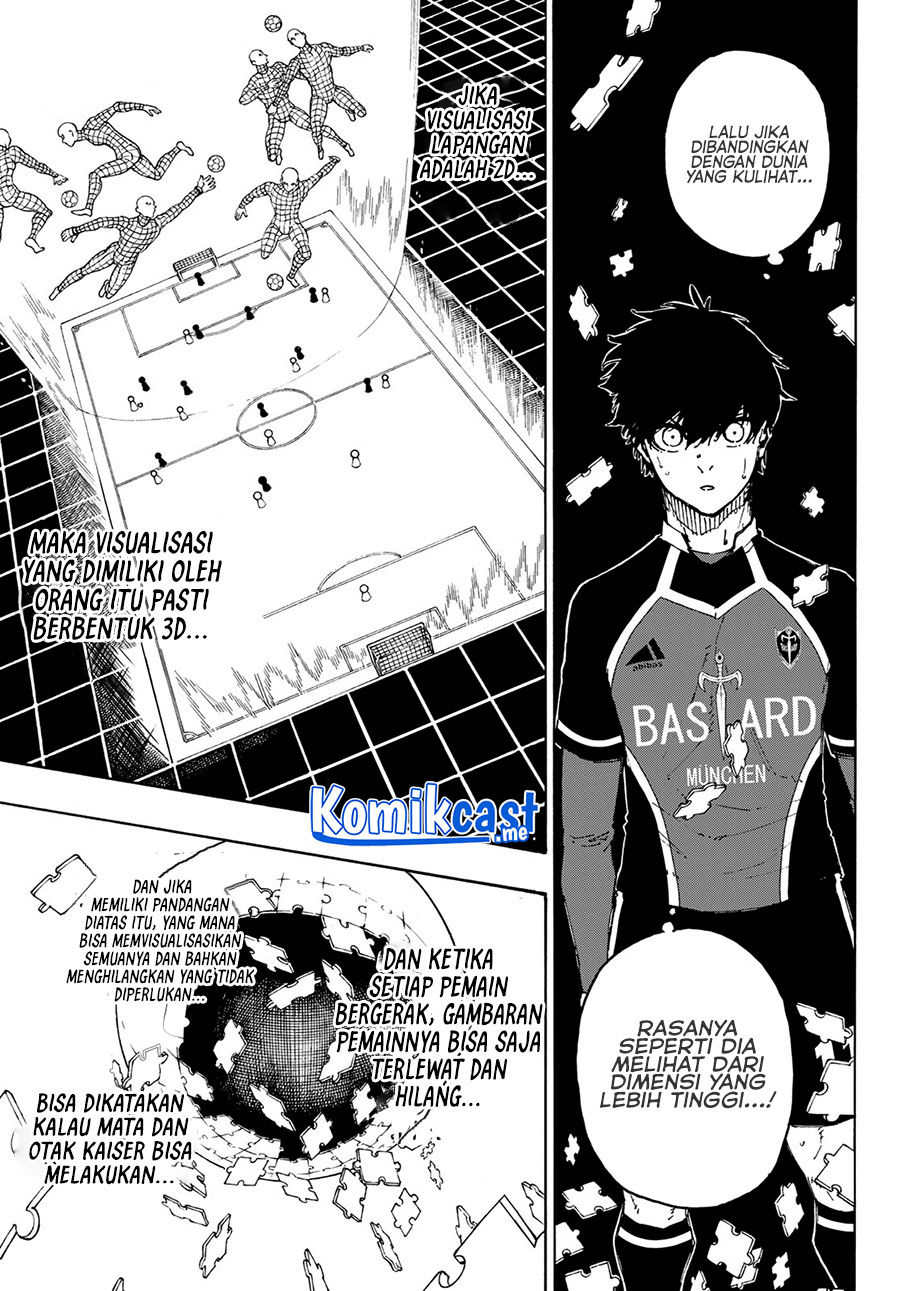 LALU JIKA
DIBANDINGKAN
DENGAN DUNIA
YANG KULIHAT...
abibas
BASTARD
MÜNCHEN
RASANYA
SEPERTI DIA
MELIHAT DARI
DIMENSI YANG
LEBIH TINGGI...!
JIKA
VISUALISASI
LAPANGAN
ADALAH 2D...
MAKA VISUALISASI
YANG DIMILIKI OLEH
ORANG ITU PASTI
BERBENTUK 3D...
Komikcast
.me
DAN KETIKA
SETIAP PEMAIN
BERGERAK, GAMBARAN
PEMAINNYA BISA SAJA
TERLEWAT DAN
HILANG...
DAN JIKA
MEMILIKI PANDANGAN
DIATAS ITU, YANG MANA
BISA MEMVISUALISASIKAN
SEMUANYA DAN BAHKAN
MENGHILANGKAN YANG TIDAK
DIPERLUKAN...
BISA DIKATAKAN
KALAU MATA DAN
OTAK KAISER BISA
MELAKUKAN...